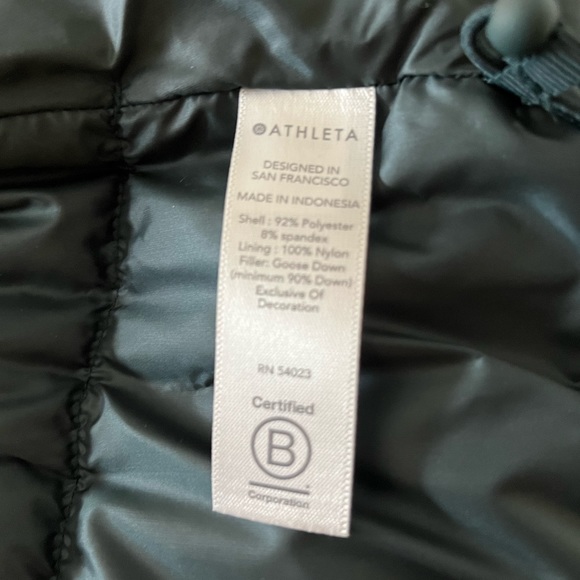 ATHLETA
DESIGNED IN
SAN FRANCISCO
MADE IN INDONESIA
Shell : 92% Polyester
8% spandex
Lining : 100% Nylon
Filler: Goose Down
(minimum 90% Down)
Exclusive Of
Decoration
RN 54023
Certified
B
Corporation